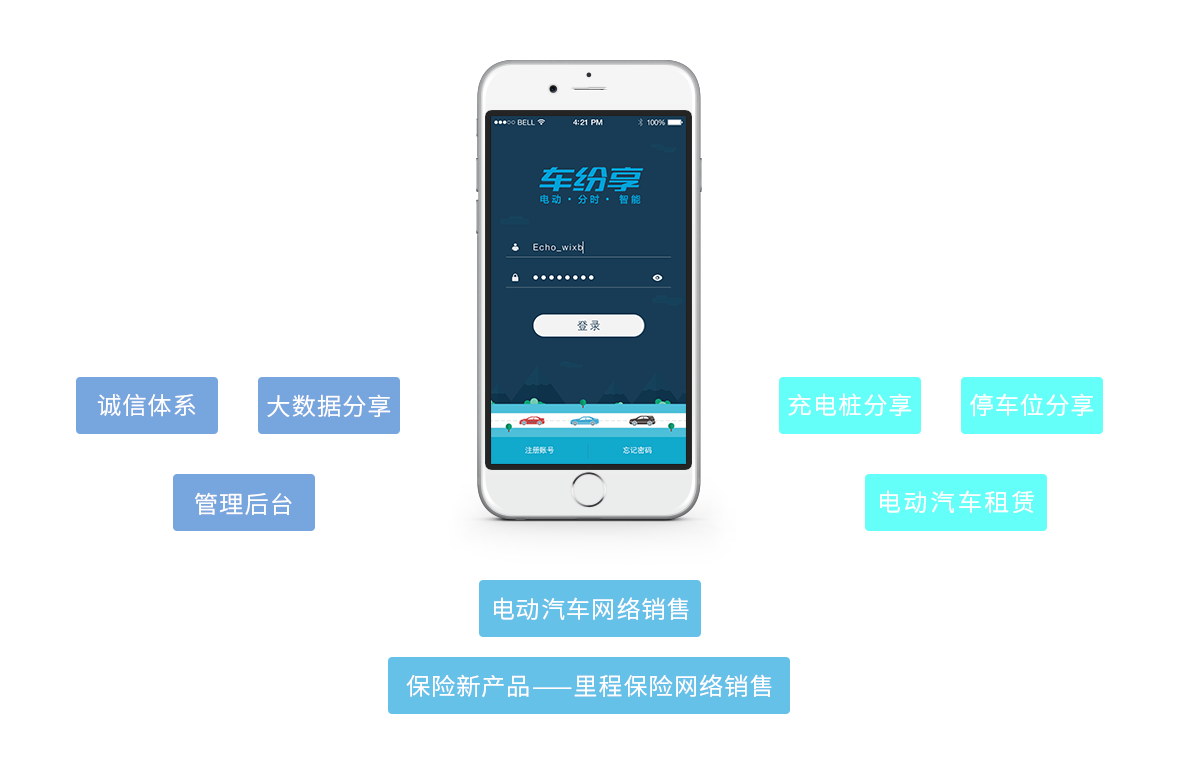 BELL 4:21 PM 100%
车纷享
电动·分时·智能
Echo_wixb
登录
诚信体系 大数据分享 充电桩分享 停车位分享
注册账号 忘记密码
管理后台 电动汽车租赁
电动汽车网络销售
保险新产品——里程保险网络销售